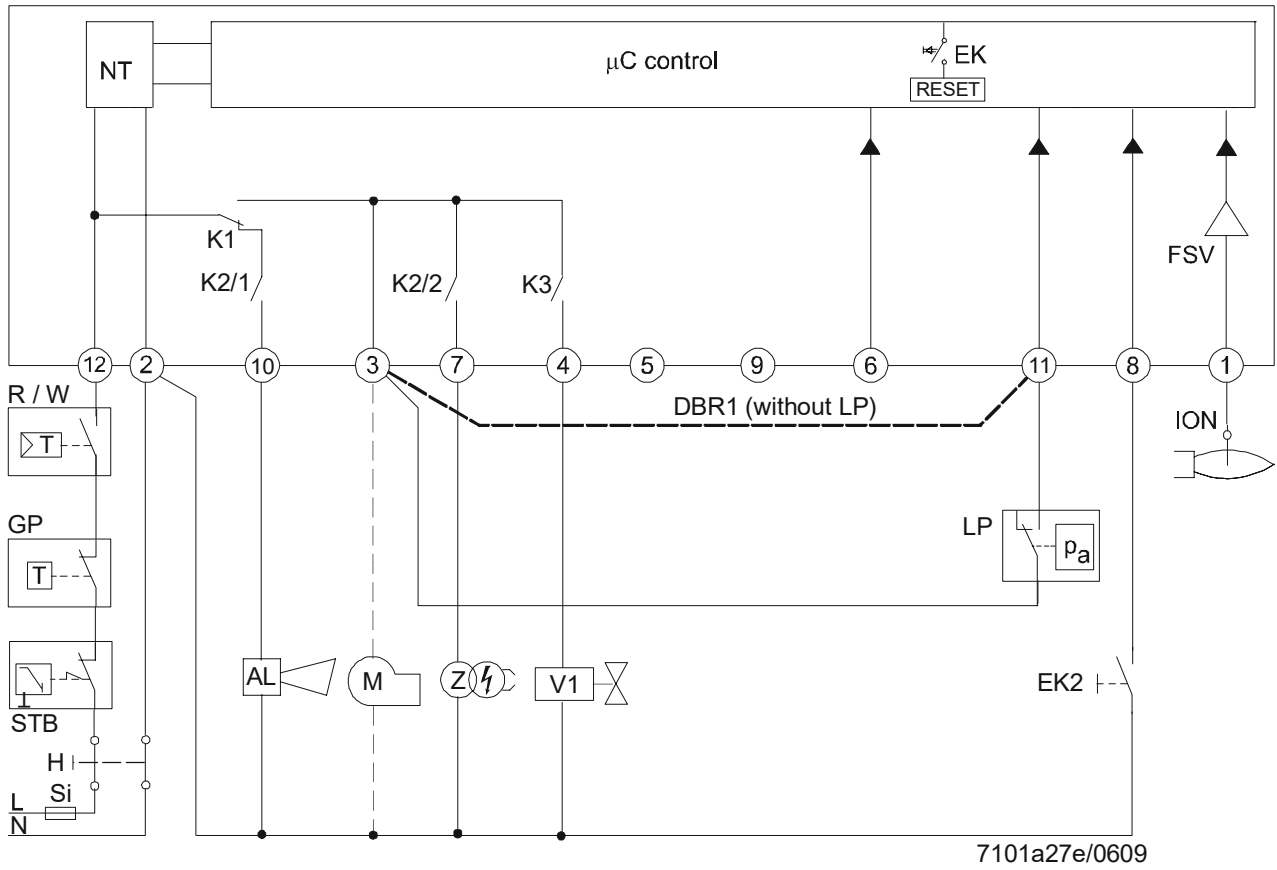 NT
μC control
EK
RESET
FSV
K1
K2/1
K2/2
K3
12
2
10
3
7
4
5
9
6
11
8
1
R / W
DBR1 (without LP)
ION
T
GP
LP
pa
T
AL
M
Z
V1
EK2
STB
H
Si
L
N
7101a27e/0609